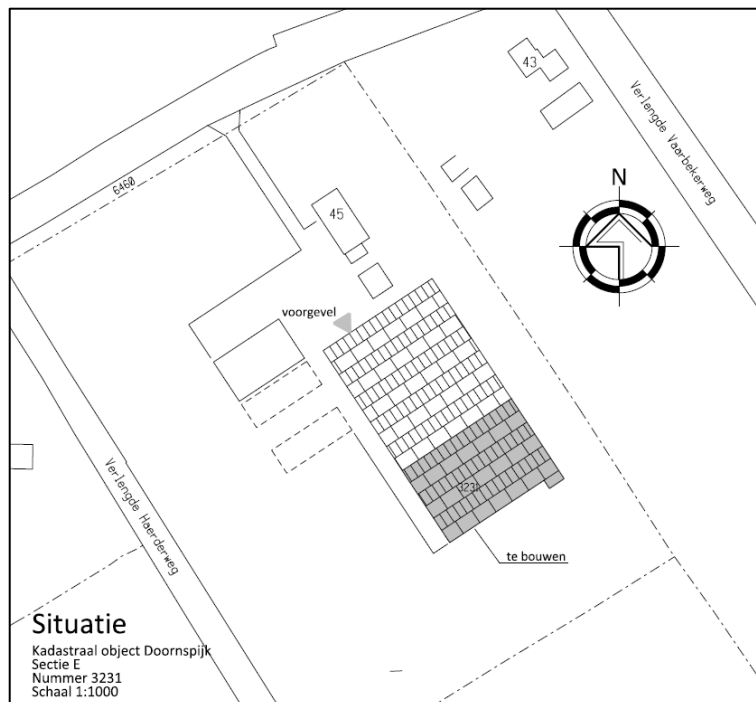 43
Verlengde Vaarbekerweg
6460
45
N
voorgevel
3231
Verlengde Haerderweg
te bouwen
Situatie
Kadastraal object Doornspijk
Sectie E
Nummer 3231
Schaal 1:1000